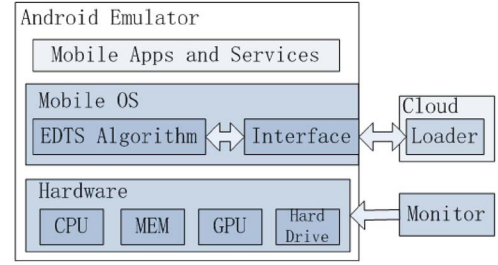 Android Emulator
Mobile Apps and Services
Mobile OS
EDTS Algorithm
Interface
Cloud
Loader
Hardware
CPU
MEM
GPU
Hard
Drive
Monitor